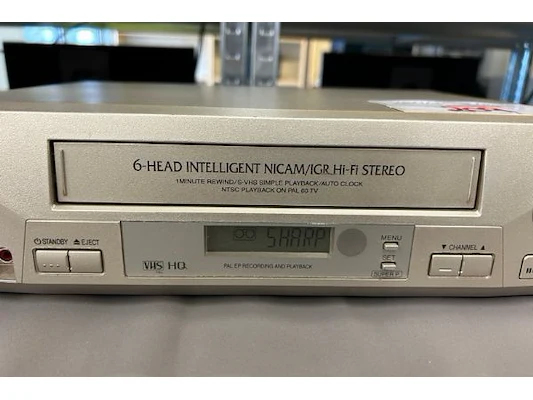 6-HEAD INTELLIGENT NICAM/IGR Hi-Fi STEREO
1MINUTE REWIND/S-VHS SIMPLE PLAYBACK/AUTO CLOCK
NTSC PLAYBACK ON PAL 60 TV
STANDBY EJECT
SHARP
MENU
SET
SUPER P
CHANNEL
VHS HQ
PAL EP RECORDING AND PLAYBACK